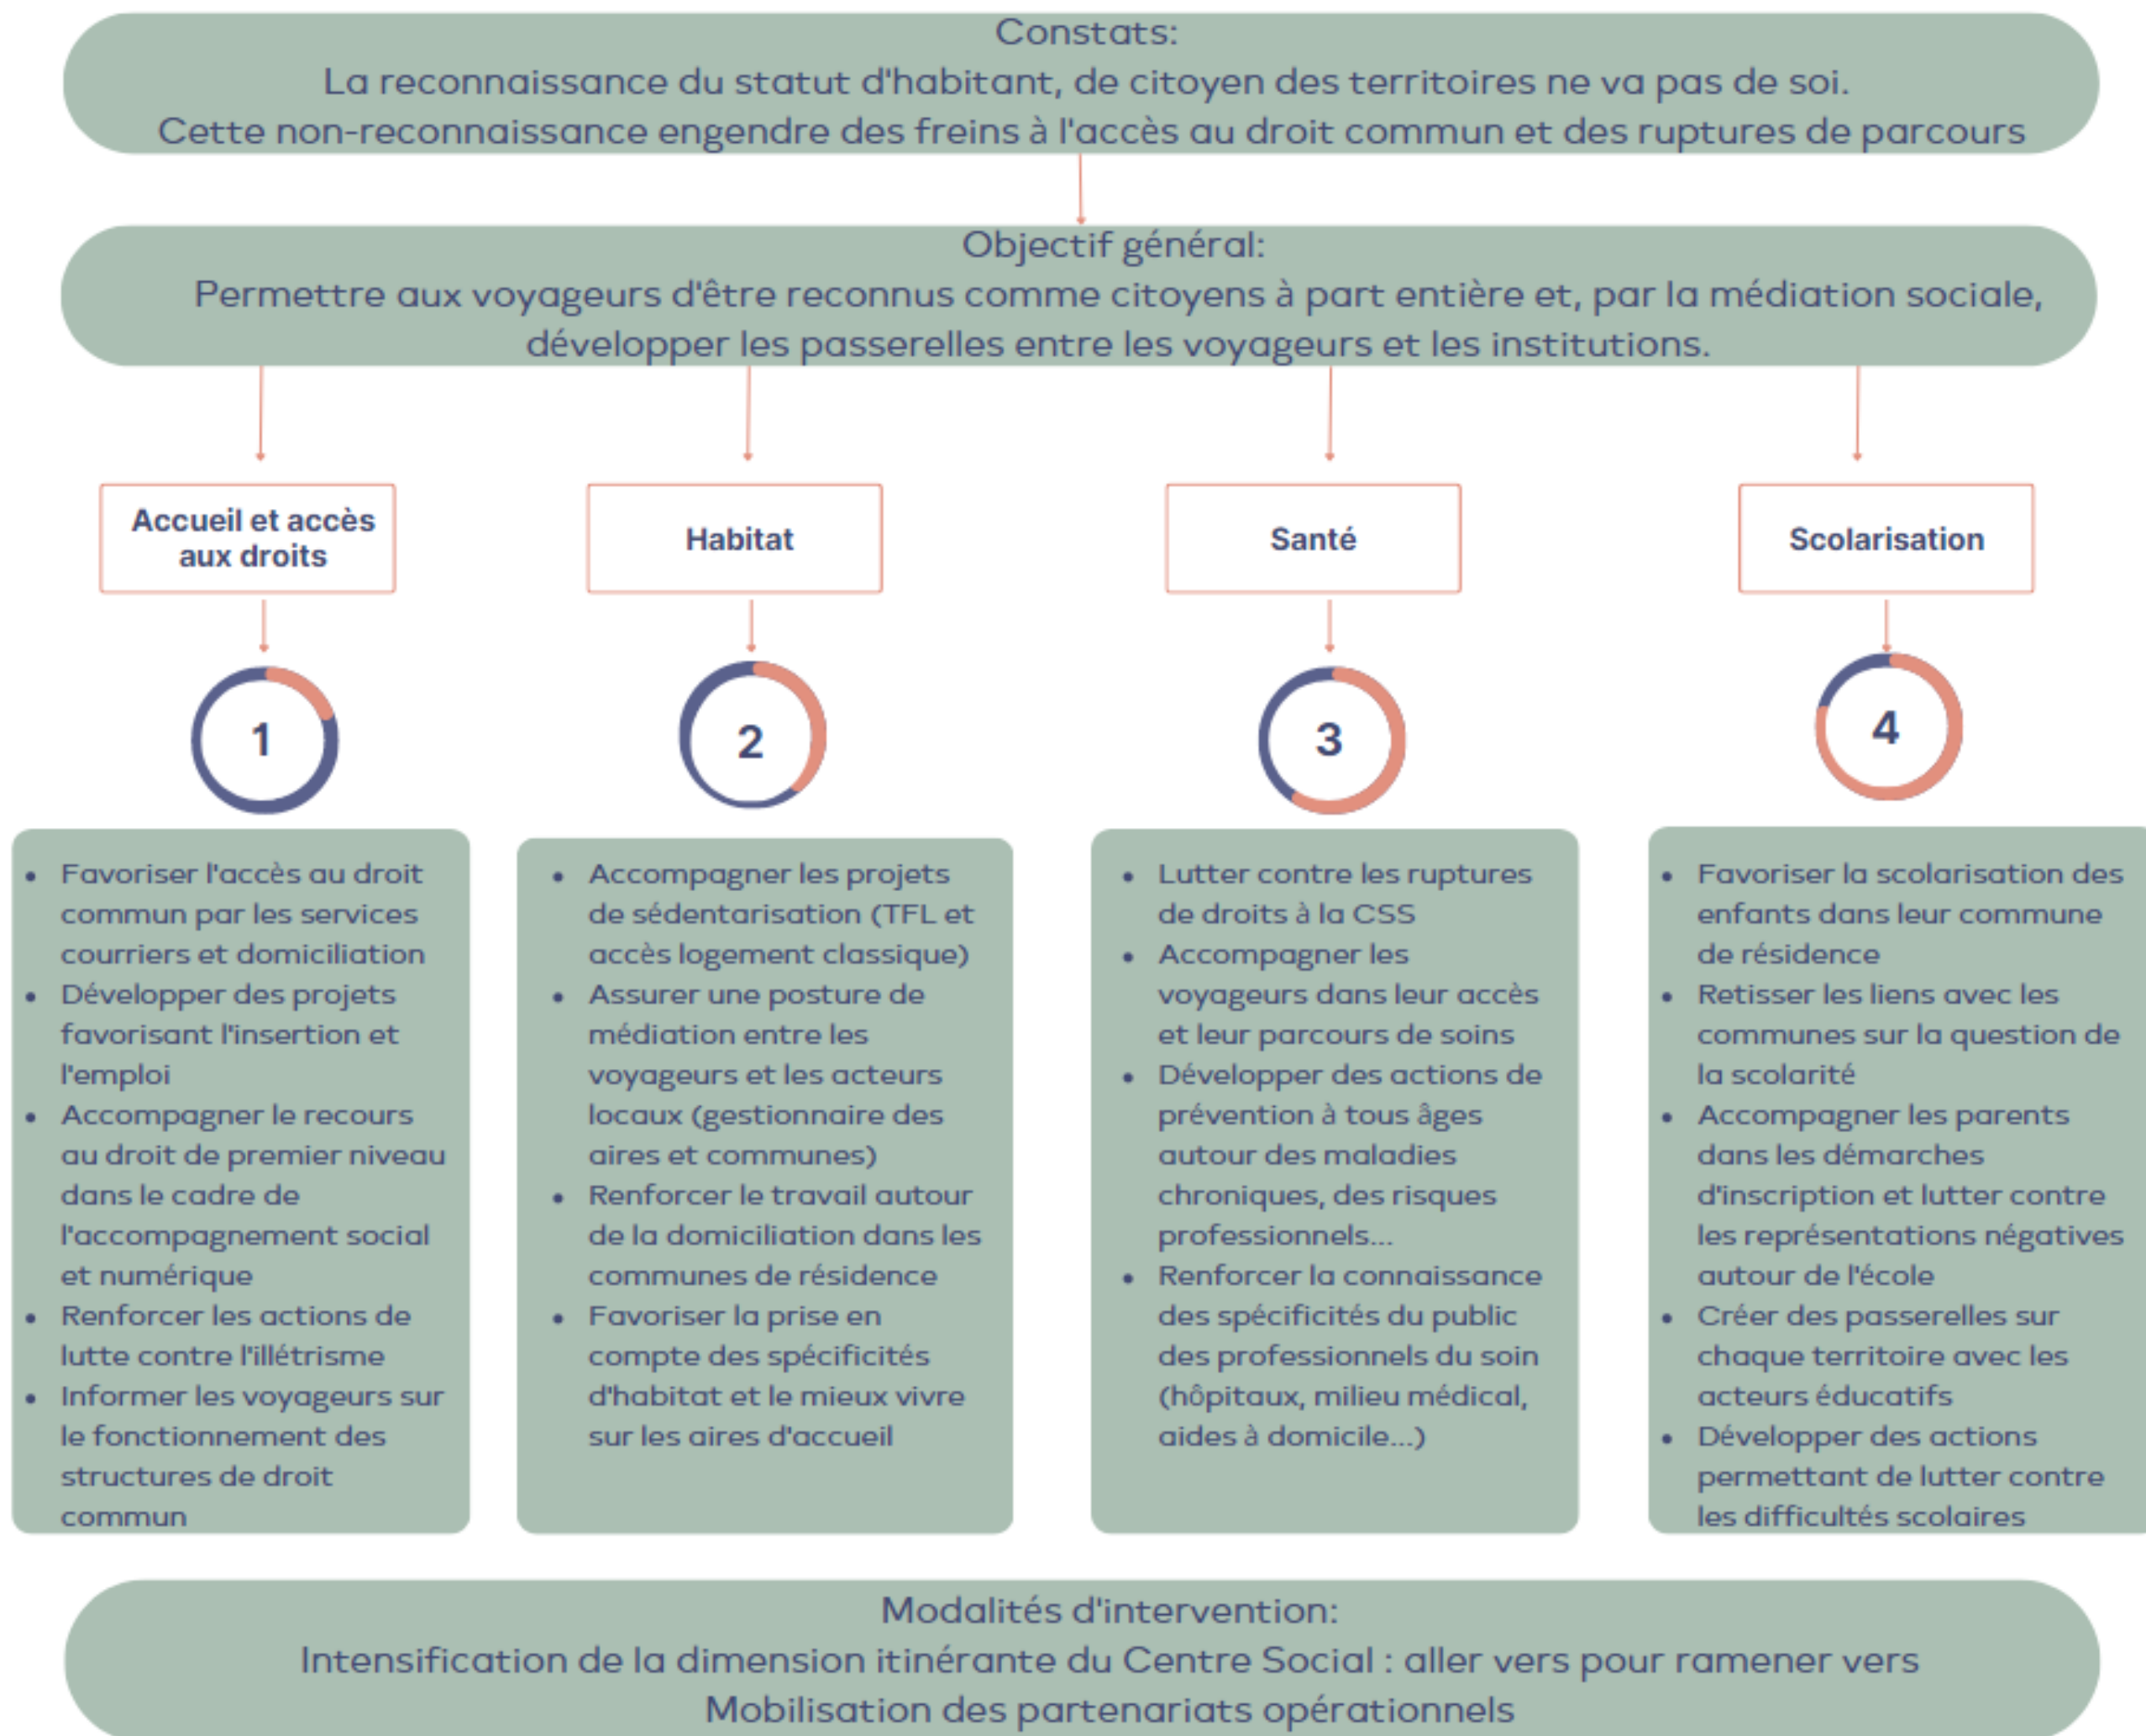 Constats:
La reconnaissance du statut d'habitant, de citoyen des territoires ne va pas de soi.
Cette non-reconnaissance engendre des freins à l'accès au droit commun et des ruptures de parcours
Objectif général:
Permettre aux voyageurs d'être reconnus comme citoyens à part entière et, par la médiation sociale,
développer les passerelles entre les voyageurs et les institutions.
Accueil et accès
aux droits
Habitat
Santé
Scolarisation
1
2
3
4
• Favoriser l'accès au droit
commun par les services
courriers et domiciliation
• Développer des projets
favorisant l'insertion et
l'emploi
• Accompagner le recours
au droit de premier niveau
dans le cadre de
l'accompagnement social
et numérique
• Renforcer les actions de
lutte contre l'illétrisme
• Informer les voyageurs sur
le fonctionnement des
structures de droit
commun
• Accompagner les projets
de sédentarisation (TFL et
accès logement classique)
• Assurer une posture de
médiation entre les
voyageurs et les acteurs
locaux (gestionnaire des
aires et communes)
• Renforcer le travail autour
de la domiciliation dans les
communes de résidence
• Favoriser la prise en
compte des spécificités
d'habitat et le mieux vivre
sur les aires d'accueil
• Lutter contre les ruptures
de droits à la CSS
• Accompagner les
voyageurs dans leur accès
et leur parcours de soins
• Développer des actions de
prévention à tous âges
autour des maladies
chroniques, des risques
professionnels...
• Renforcer la connaissance
des spécificités du public
des professionnels du soin
(hôpitaux, milieu médical,
aides à domicile...)
• Favoriser la scolarisation des
enfants dans leur commune
de résidence
• Retisser les liens avec les
communes sur la question de
la scolarité
• Accompagner les parents
dans les démarches
d'inscription et lutter contre
les représentations négatives
autour de l'école
• Créer des passerelles sur
chaque territoire avec les
acteurs éducatifs
• Développer des actions
permettant de lutter contre
les difficultés scolaires
Modalités d'intervention:
Intensification de la dimension itinérante du Centre Social : aller vers pour ramener vers
Mobilisation des partenariats opérationnels